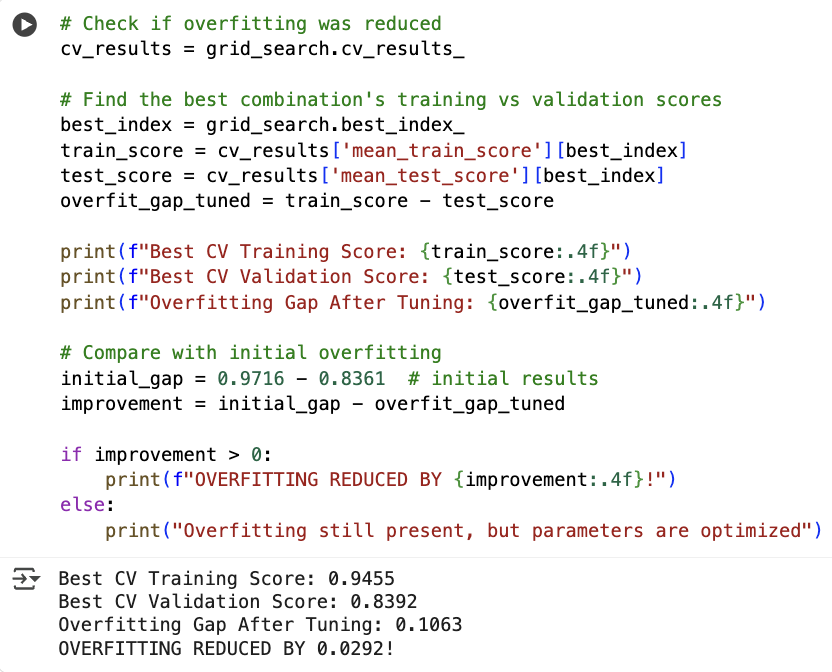 # Check if overfitting was reduced
cv_results = grid_search.cv_results_
# Find the best combination's training vs validation scores
best_index = grid_search.best_index_
train_score = cv_results['mean_train_score'][best_index]
test_score = cv_results['mean_test_score'][best_index]
overfit_gap_tuned = train_score - test_score
print(f"Best CV Training Score: {train_score:.4f}")
print(f"Best CV Validation Score: {test_score:.4f}")
print(f"Overfitting Gap After Tuning: {overfit_gap_tuned:.4f}")
# Compare with initial overfitting
initial_gap = 0.9716 - 0.8361  # initial results
improvement = initial_gap - overfit_gap_tuned
if improvement > 0:
    print(f"OVERFITTING REDUCED BY {improvement:.4f}!")
else:
    print("Overfitting still present, but parameters are optimized")
Best CV Training Score: 0.9455
Best CV Validation Score: 0.8392
Overfitting Gap After Tuning: 0.1063
OVERFITTING REDUCED BY 0.0292!